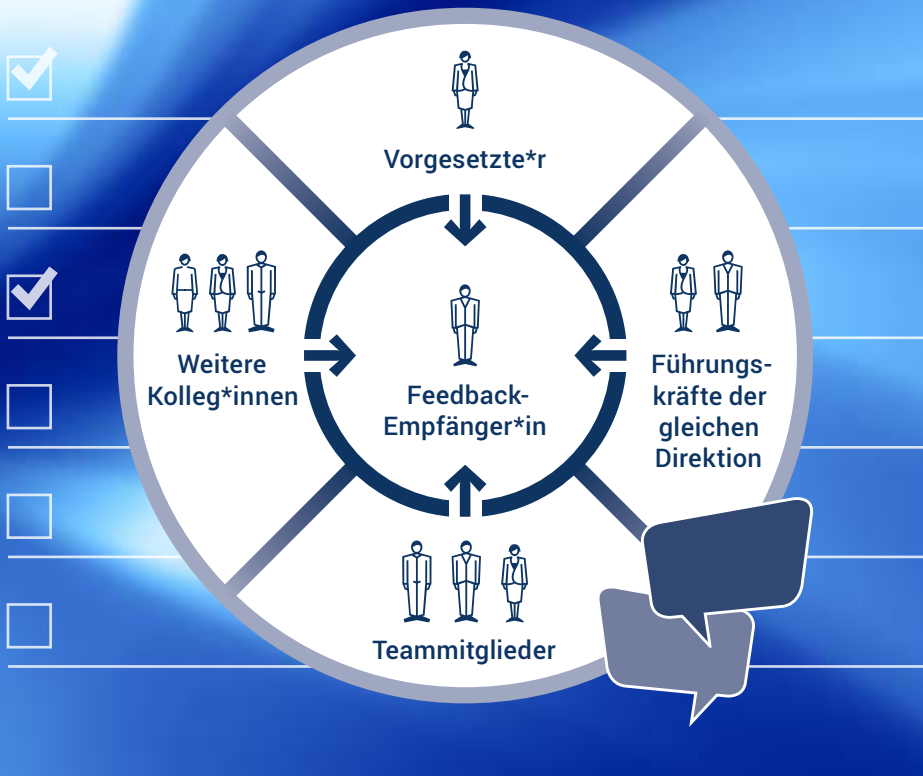 Vorgesetzte*r
Weitere
Kolleg*innen
Feedback-
Empfänger*in
Führungs-
kräfte der
gleichen
Direktion
Teammitglieder